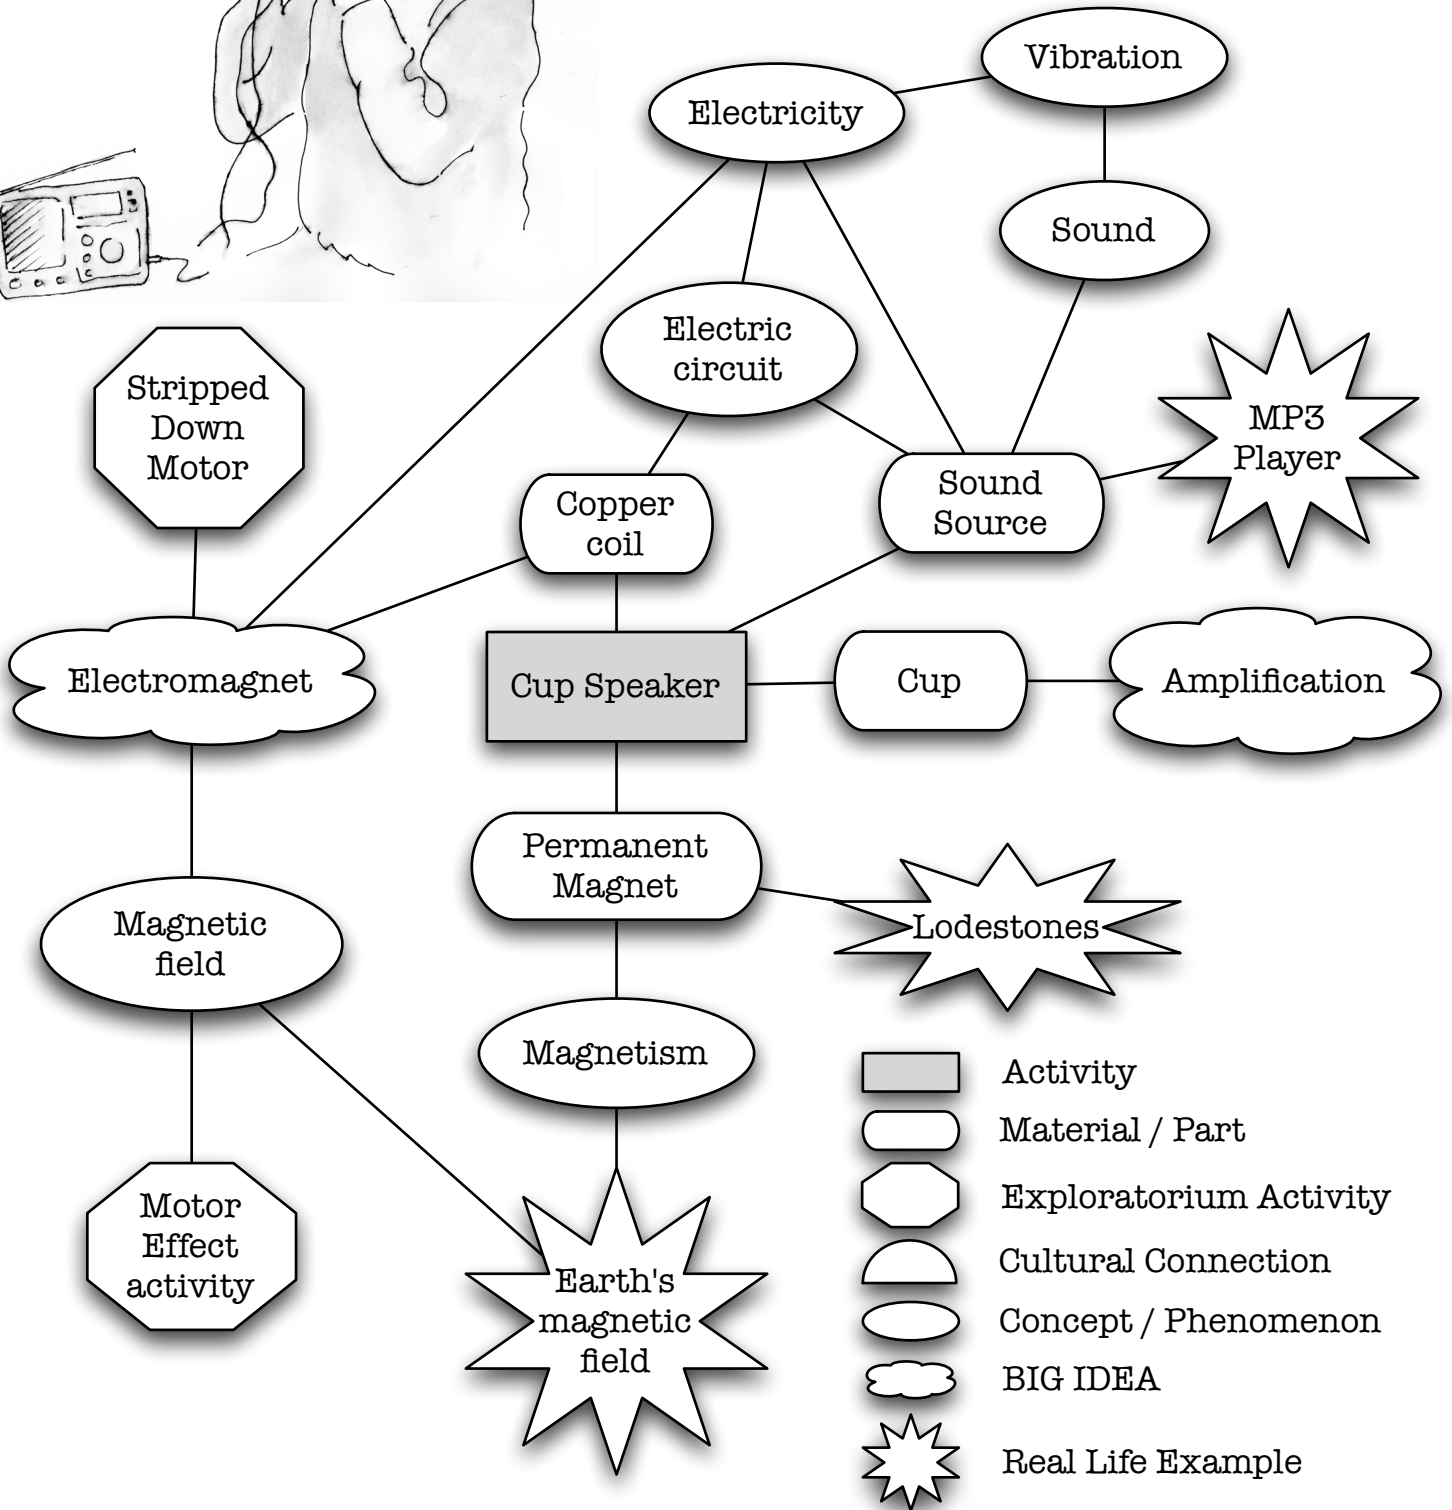 Vibration
Electricity
Sound
Electric
circuit
Stripped
Down
Motor
MP3
Player
Copper
coil
Sound
Source
Electromagnet
Cup Speaker
Cup
Amplification
Permanent
Magnet
Magnetic
field
Lodestones
Magnetism
Motor
Effect
activity
Earth's
magnetic
field
Activity
Material / Part
Exploratorium Activity
Cultural Connection
Concept / Phenomenon
BIG IDEA
Real Life Example